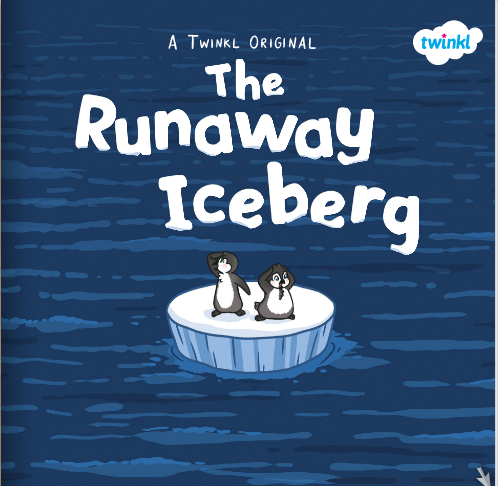 A Twinkl Original
twinkl
The
Runaway
Iceberg